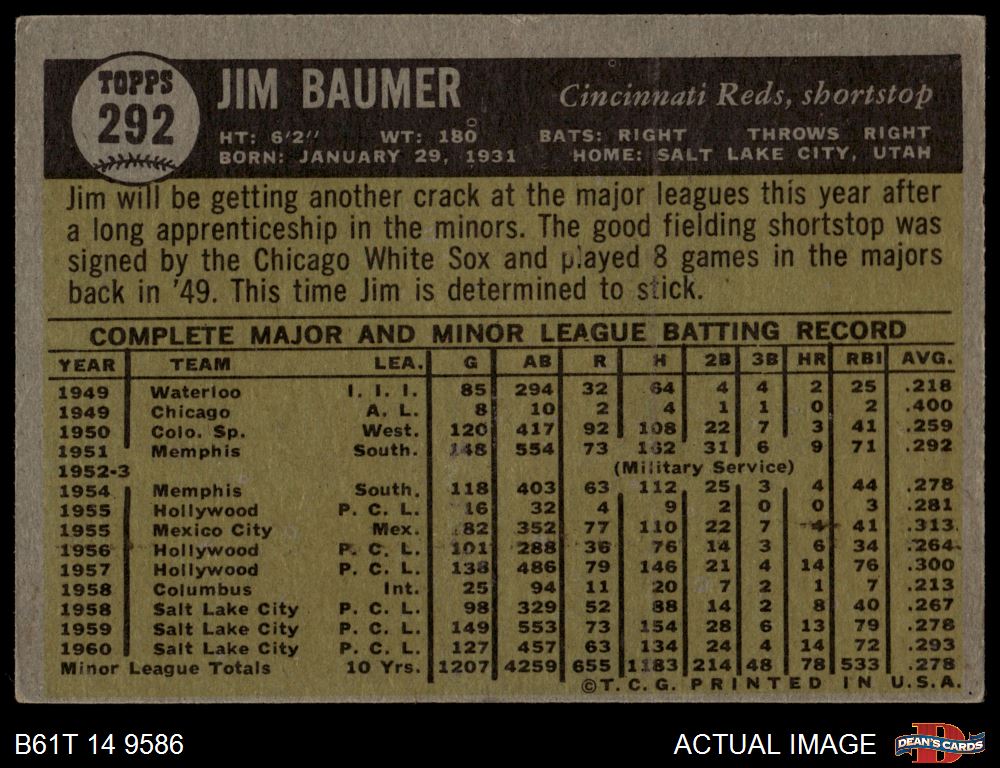 TOPPS
292
JIM BAUMER
Cincinnati Reds, shortstop
HT: 6'2" WT: 180 BATS: RIGHT THROWS RIGHT
BORN: JANUARY 29, 1931 HOME: SALT LAKE CITY, UTAH
Jim will be getting another crack at the major leagues this year after
a long apprenticeship in the minors. The good fielding shortstop was
signed by the Chicago White Sox and played 8 games in the majors
back in '49. This time Jim is determined to stick.
COMPLETE MAJOR AND MINOR LEAGUE BATTING RECORD
YEAR TEAM LEA. G AB R H 2B 3B HR RBI AVG.
1949 Waterloo I. I. I. 85 294 32 64 4 4 2 25 .218
1949 Chicago A. L. 8 10 2 4 1 1 0 2 .400
1950 Colo. Sp. West. 120 417 92 108 22 7 3 41 .259
1951 Memphis South. 148 554 73 162 31 6 9 71 .292
1952-3 (Military Service)
1954 Memphis South. 118 403 63 112 25 3 4 44 .278
1955 Hollywood P. C. L. 16 32 4 9 2 0 0 3 .281
1955 Mexico City Mex. 82 352 77 110 22 7 4 41 .313
1956 Hollywood P. C. L. 101 288 36 76 14 3 6 34 .264
1957 Hollywood P. C. L. 138 486 79 146 21 4 14 76 .300
1958 Columbus Int. 25 94 11 20 7 2 1 7 .213
1958 Salt Lake City P. C. L. 98 329 52 88 14 2 8 40 .267
1959 Salt Lake City P. C. L. 149 553 73 154 28 6 13 79 .278
1960 Salt Lake City P. C. L. 127 457 63 134 24 4 14 72 .293
Minor League Totals 10 Yrs. 1207 4259 655 1183 214 48 78 533 .278
©T. C. G. PRINTED IN U.S.A.
B61T 14 9586
ACTUAL IMAGE
DEAN'S CARDS